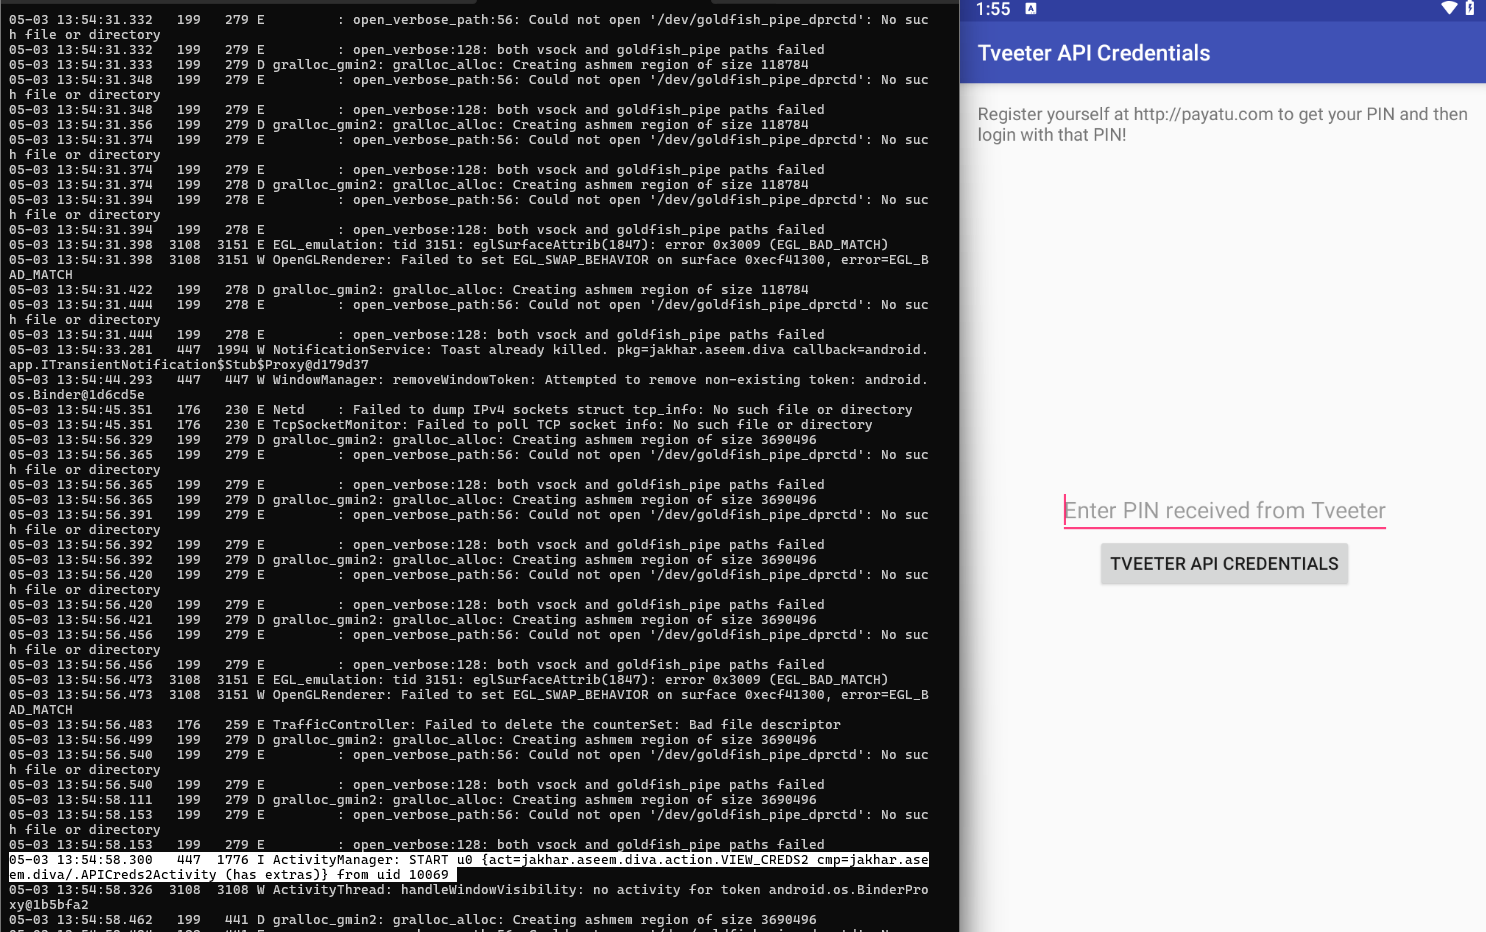 05-03 13:54:31.332   199   279 E         : open_verbose_path:56: Could not open '/dev/goldfish_pipe_dprctd': No suc
h file or directory
05-03 13:54:31.332   199   279 E         : open_verbose:128: both vsock and goldfish_pipe paths failed
05-03 13:54:31.333   199   279 D gralloc_gmin2: gralloc_alloc: Creating ashmem region of size 118784
05-03 13:54:31.348   199   279 E         : open_verbose_path:56: Could not open '/dev/goldfish_pipe_dprctd': No suc
h file or directory
05-03 13:54:31.348   199   279 E         : open_verbose:128: both vsock and goldfish_pipe paths failed
05-03 13:54:31.356   199   279 D gralloc_gmin2: gralloc_alloc: Creating ashmem region of size 118784
05-03 13:54:31.374   199   279 E         : open_verbose_path:56: Could not open '/dev/goldfish_pipe_dprctd': No suc
h file or directory
05-03 13:54:31.374   199   279 E         : open_verbose:128: both vsock and goldfish_pipe paths failed
05-03 13:54:31.374   199   278 D gralloc_gmin2: gralloc_alloc: Creating ashmem region of size 118784
05-03 13:54:31.394   199   278 E         : open_verbose_path:56: Could not open '/dev/goldfish_pipe_dprctd': No suc
h file or directory
05-03 13:54:31.394   199   278 E         : open_verbose:128: both vsock and goldfish_pipe paths failed
05-03 13:54:31.398  3108  3151 E EGL_emulation: tid 3151: eglSurfaceAttrib(1847): error 0x3009 (EGL_BAD_MATCH)
05-03 13:54:31.398  3108  3151 W OpenGLRenderer: Failed to set EGL_SWAP_BEHAVIOR on surface 0xecf41300, error=EGL_B
AD_MATCH
05-03 13:54:31.422   199   278 D gralloc_gmin2: gralloc_alloc: Creating ashmem region of size 118784
05-03 13:54:31.444   199   278 E         : open_verbose_path:56: Could not open '/dev/goldfish_pipe_dprctd': No suc
h file or directory
05-03 13:54:31.444   199   278 E         : open_verbose:128: both vsock and goldfish_pipe paths failed
05-03 13:54:33.281   447  1994 W NotificationService: Toast already killed. pkg=jakhar.aseem.diva callback=android.
app.ITransientNotification$Stub$Proxy@d179d37
05-03 13:54:44.293   447   447 W WindowManager: removeWindowToken: Attempted to remove non-existing token: android.
os.Binder@1d6cd5e
05-03 13:54:45.351   176   230 E Netd    : Failed to dump IPv4 sockets struct tcp_info: No such file or directory
05-03 13:54:45.351   176   230 E TcpSocketMonitor: Failed to poll TCP socket info: No such file or directory
05-03 13:54:56.329   199   279 D gralloc_gmin2: gralloc_alloc: Creating ashmem region of size 3690496
05-03 13:54:56.365   199   279 E         : open_verbose_path:56: Could not open '/dev/goldfish_pipe_dprctd': No suc
h file or directory
05-03 13:54:56.365   199   279 E         : open_verbose:128: both vsock and goldfish_pipe paths failed
05-03 13:54:56.365   199   279 D gralloc_gmin2: gralloc_alloc: Creating ashmem region of size 3690496
05-03 13:54:56.391   199   279 E         : open_verbose_path:56: Could not open '/dev/goldfish_pipe_dprctd': No suc
h file or directory
05-03 13:54:56.392   199   279 E         : open_verbose:128: both vsock and goldfish_pipe paths failed
05-03 13:54:56.392   199   279 D gralloc_gmin2: gralloc_alloc: Creating ashmem region of size 3690496
05-03 13:54:56.420   199   279 E         : open_verbose_path:56: Could not open '/dev/goldfish_pipe_dprctd': No suc
h file or directory
05-03 13:54:56.420   199   279 E         : open_verbose:128: both vsock and goldfish_pipe paths failed
05-03 13:54:56.421   199   279 D gralloc_gmin2: gralloc_alloc: Creating ashmem region of size 3690496
05-03 13:54:56.456   199   279 E         : open_verbose_path:56: Could not open '/dev/goldfish_pipe_dprctd': No suc
h file or directory
05-03 13:54:56.456   199   279 E         : open_verbose:128: both vsock and goldfish_pipe paths failed
05-03 13:54:56.473  3108  3151 E EGL_emulation: tid 3151: eglSurfaceAttrib(1847): error 0x3009 (EGL_BAD_MATCH)
05-03 13:54:56.473  3108  3151 W OpenGLRenderer: Failed to set EGL_SWAP_BEHAVIOR on surface 0xecf41300, error=EGL_B
AD_MATCH
05-03 13:54:56.483   176   259 E TrafficController: Failed to delete the counterSet: Bad file descriptor
05-03 13:54:56.499   199   279 D gralloc_gmin2: gralloc_alloc: Creating ashmem region of size 3690496
05-03 13:54:56.540   199   279 E         : open_verbose_path:56: Could not open '/dev/goldfish_pipe_dprctd': No suc
h file or directory
05-03 13:54:56.540   199   279 E         : open_verbose:128: both vsock and goldfish_pipe paths failed
05-03 13:54:58.111   199   279 D gralloc_gmin2: gralloc_alloc: Creating ashmem region of size 3690496
05-03 13:54:58.153   199   279 E         : open_verbose_path:56: Could not open '/dev/goldfish_pipe_dprctd': No suc
h file or directory
05-03 13:54:58.153   199   279 E         : open_verbose:128: both vsock and goldfish_pipe paths failed
05-03 13:54:58.300   447  1776 I ActivityManager: START u0 {act=jakhar.aseem.diva.action.VIEW_CREDS2 cmp=jakhar.ase
em.diva/.APICreds2Activity (has extras)} from uid 10069
05-03 13:54:58.326  3108  3108 W ActivityThread: handleWindowVisibility: no activity for token android.os.BinderPro
xy@1b5bfa2
05-03 13:54:58.462   199   441 D gralloc_gmin2: gralloc_alloc: Creating ashmem region of size 3690496
1:55
Tveeter API Credentials
Register yourself at http://payatu.com to get your PIN and then
login with that PIN!
Enter PIN received from Tveeter
TVEETER API CREDENTIALS